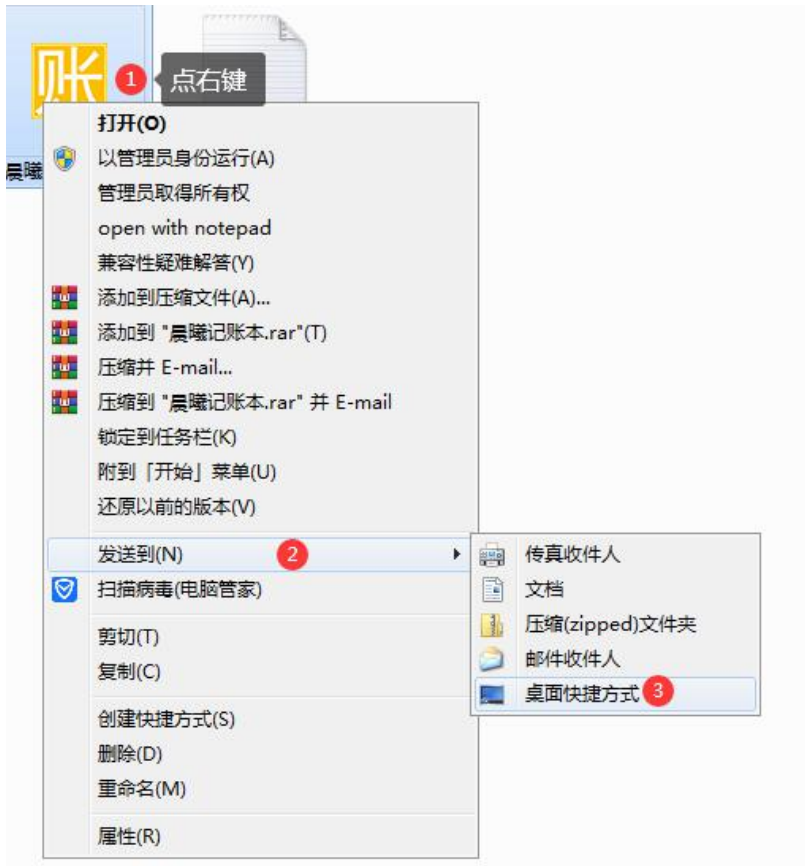 账
1 点右键
晨曦
打开(O)
以管理员身份运行(A)
管理员取得所有权
open with notepad
兼容性疑难解答(Y)
添加到压缩文件(A)...
添加到 "晨曦记账本.rar"(T)
压缩并 E-mail...
压缩到 "晨曦记账本.rar" 并 E-mail
锁定到任务栏(K)
附到「开始」菜单(U)
还原以前的版本(V)
发送到(N) 2
扫描病毒(电脑管家)
剪切(T)
复制(C)
创建快捷方式(S)
删除(D)
重命名(M)
属性(R)
传真收件人
文档
压缩(zipped)文件夹
邮件收件人
桌面快捷方式 3